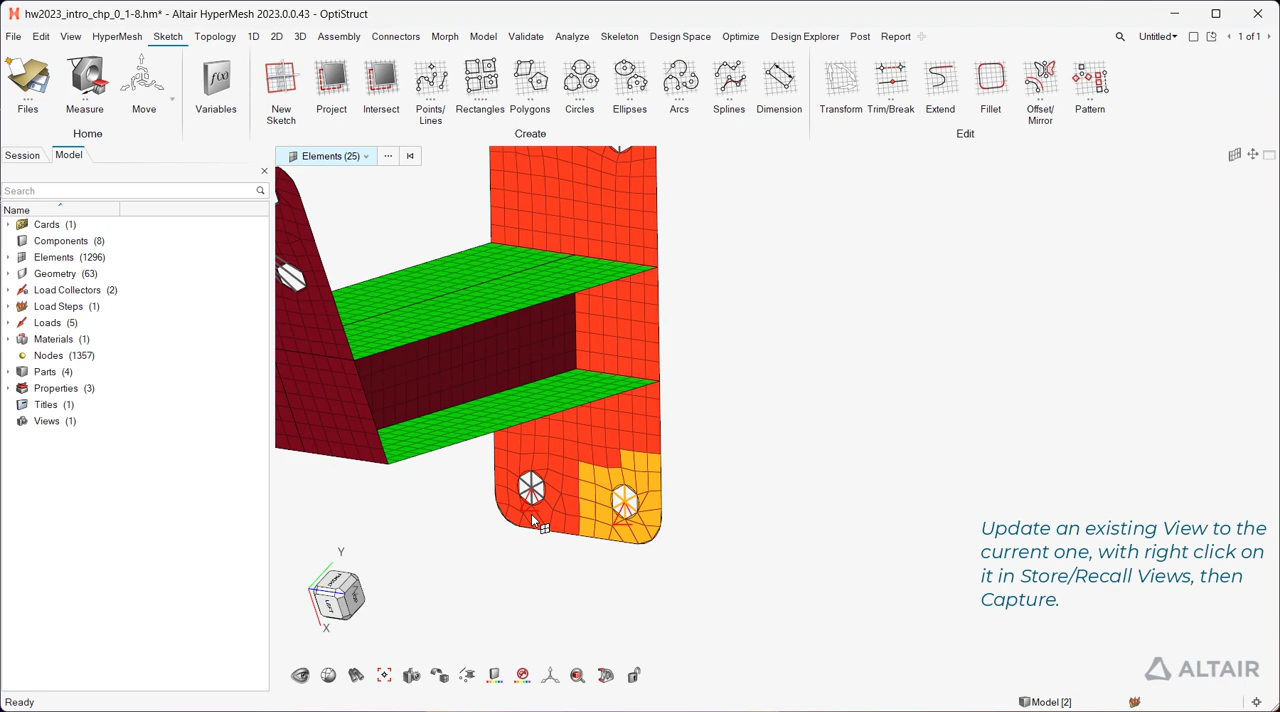 hw2023_intro_chp_0_1-8.hm* - Altair HyperMesh 2023.0.0.43 - OptiStruct
File Edit View HyperMesh Sketch Topology 1D 2D 3D Assembly Connectors Morph Model Validate Analyze Skeleton Design Space Optimize Design Explorer Post Report Untitled 1 of 1
f(x)
Files Measure Move Variables New Sketch Project Intersect Points/Lines Rectangles Polygons Circles Ellipses Arcs Splines Dimension Transform Trim/Break Extend Fillet Offset/Mirror Pattern
Home Create Edit
Session Model
Elements (25)
Search
Name
Cards (1)
Components (8)
Elements (1296)
Geometry (63)
Load Collectors (2)
Load Steps (1)
Loads (5)
Materials (1)
Nodes (1357)
Parts (4)
Properties (3)
Titles (1)
Views (1)
Update an existing View to the
current one, with right click on
it in Store/Recall Views, then
Capture.
Y
LEFT
X
ALTAIR
Ready
Model [2]